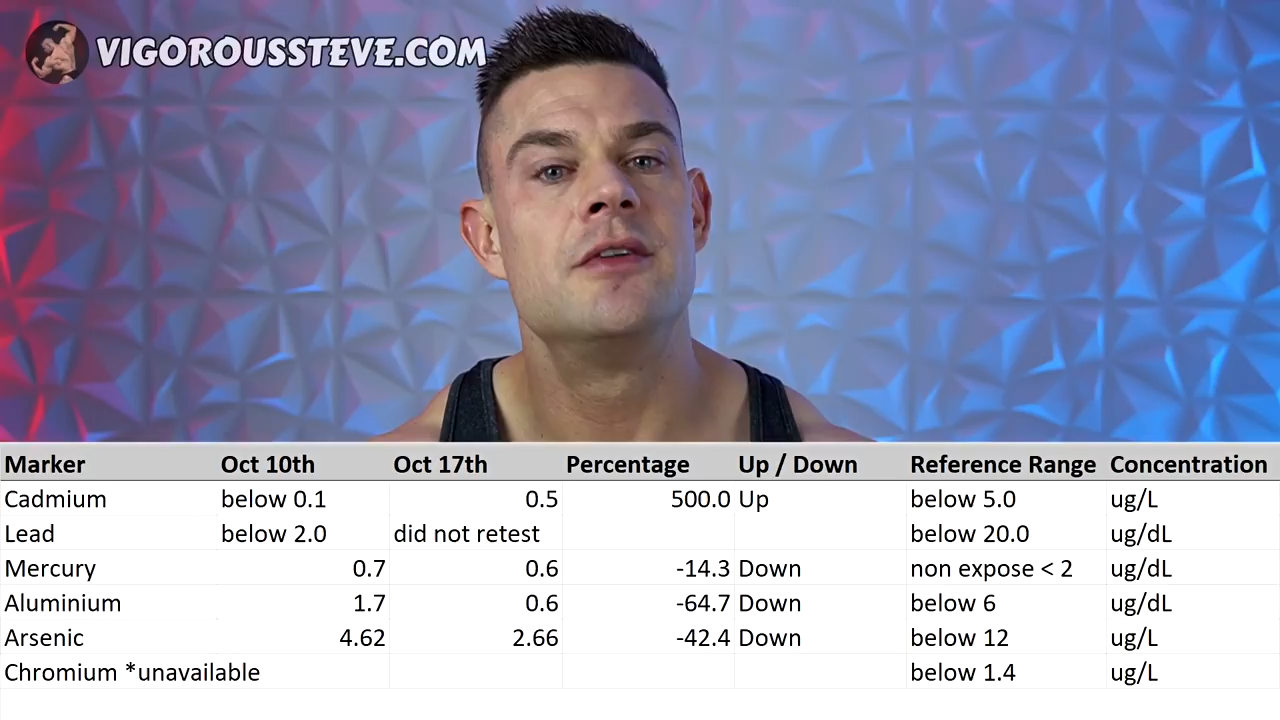 VIGOROUSSTEVE.COM
Marker Oct 10th Oct 17th Percentage Up / Down Reference Range Concentration
Cadmium below 0.1 0.5 500.0 Up below 5.0 ug/L
Lead below 2.0 did not retest below 20.0 ug/dL
Mercury 0.7 0.6 -14.3 Down non expose < 2 ug/dL
Aluminium 1.7 0.6 -64.7 Down below 6 ug/dL
Arsenic 4.62 2.66 -42.4 Down below 12 ug/L
Chromium *unavailable below 1.4 ug/L